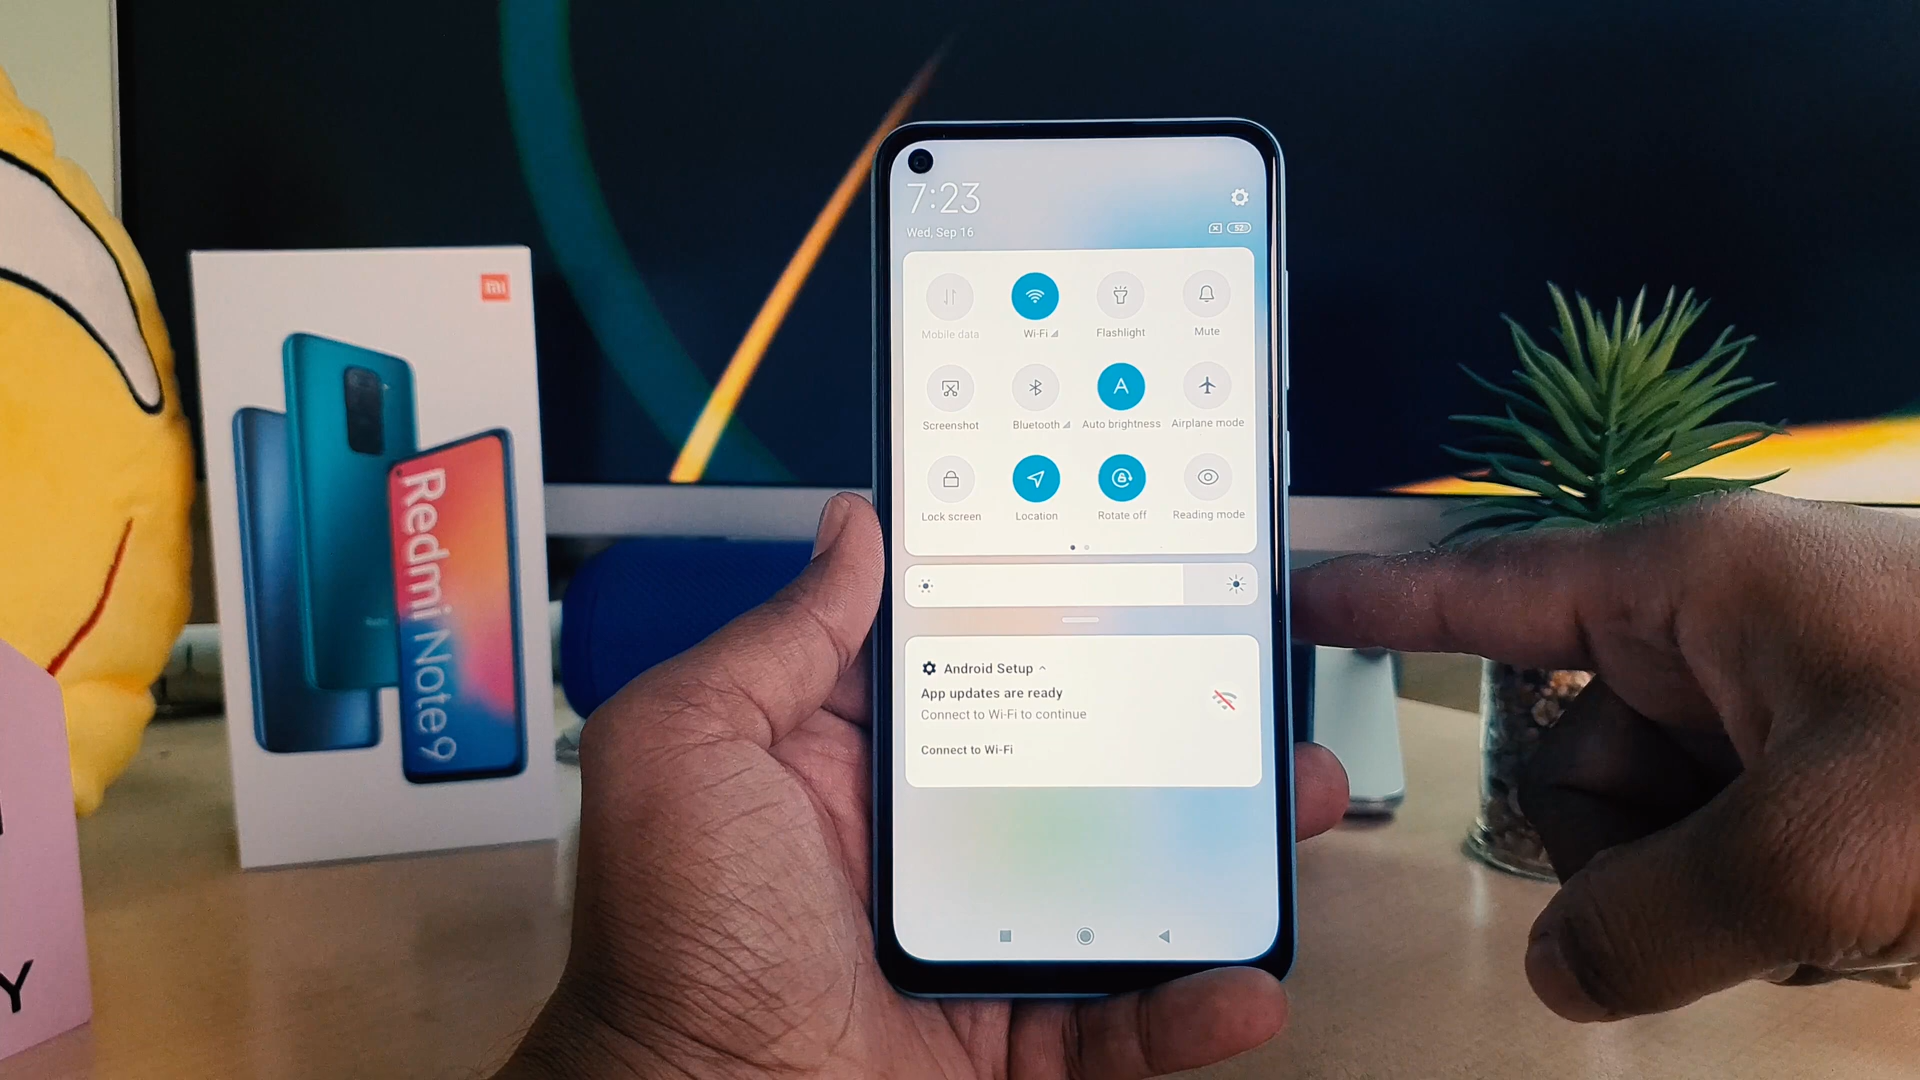 mi
Redmi Note 9
7:23
Wed, Sep 16
52
Mobile data
Wi-Fi
Flashlight
Mute
Screenshot
Bluetooth
A
Auto brightness
Airplane mode
Lock screen
Location
Rotate off
Reading mode
Android Setup
App updates are ready
Connect to Wi-Fi to continue
Connect to Wi-Fi
Y